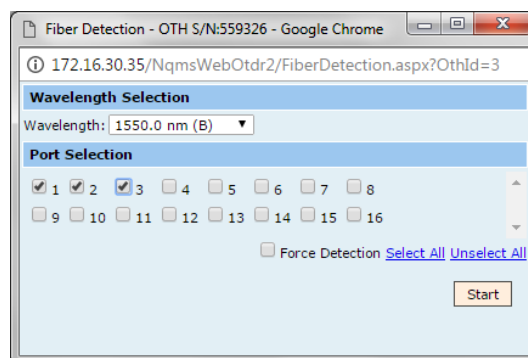 Fiber Detection - OTH S/N:559326 - Google Chrome
172.16.30.35/NqmsWebOtdr2/FiberDetection.aspx?OthId=3
Wavelength Selection
Wavelength: 1550.0 nm (B)
Port Selection
1 2 3 4 5 6 7 8
9 10 11 12 13 14 15 16
Force Detection Select All Unselect All
Start